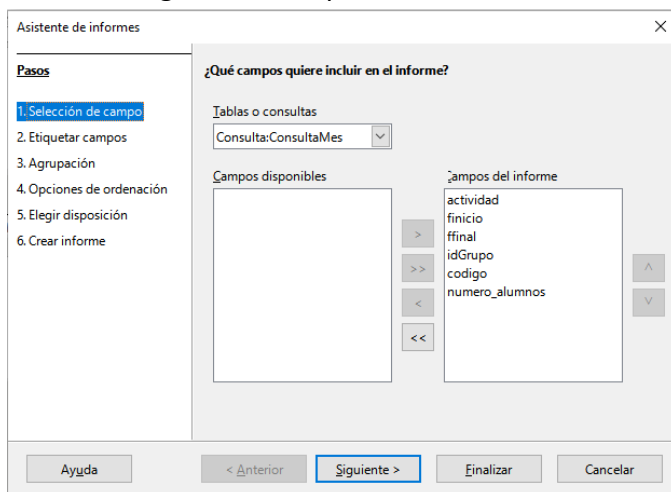 Asistente de informes
Pasos
1. Selección de campo
2. Etiquetar campos
3. Agrupación
4. Opciones de ordenación
5. Elegir disposición
6. Crear informe
¿Qué campos quiere incluir en el informe?
Tablas o consultas
Consulta:ConsultaMes
Campos disponibles
>
>>
<
<<
Campos del informe
actividad
finicio
ffinal
idGrupo
codigo
numero_alumnos
Ayuda
< Anterior
Siguiente >
Finalizar
Cancelar